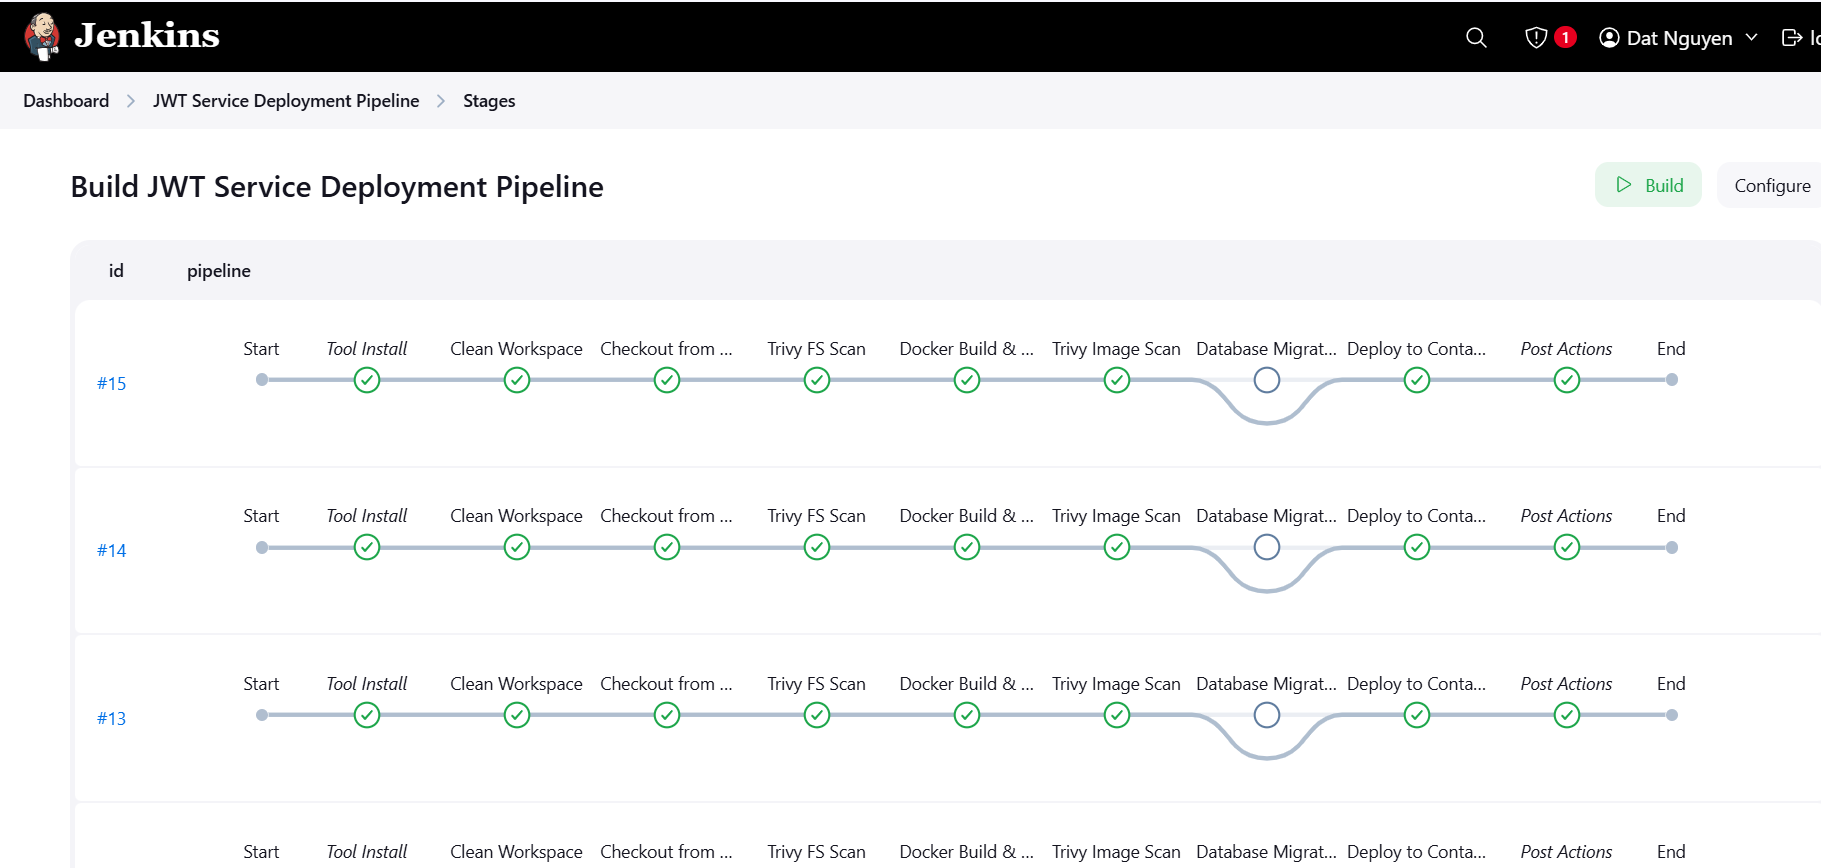 Jenkins
1
Dat Nguyen
Dashboard
JWT Service Deployment Pipeline
Stages
Build JWT Service Deployment Pipeline
Build
Configure
id
pipeline
Start Tool Install Clean Workspace Checkout from ... Trivy FS Scan Docker Build & ... Trivy Image Scan Database Migrat... Deploy to Conta... Post Actions End
#15
Start Tool Install Clean Workspace Checkout from ... Trivy FS Scan Docker Build & ... Trivy Image Scan Database Migrat... Deploy to Conta... Post Actions End
#14
Start Tool Install Clean Workspace Checkout from ... Trivy FS Scan Docker Build & ... Trivy Image Scan Database Migrat... Deploy to Conta... Post Actions End
#13
Start Tool Install Clean Workspace Checkout from ... Trivy FS Scan Docker Build & ... Trivy Image Scan Database Migrat... Deploy to Conta... Post Actions End